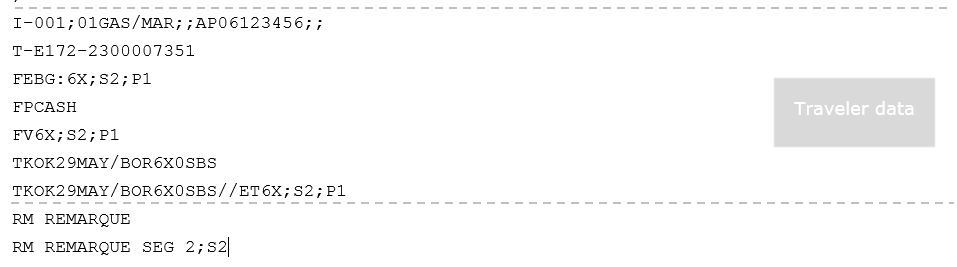 I-001;01GAS/MAR;;AP06123456;;
T-E172-2300007351
FEBG:6X;S2;P1
FPCASH
Traveler data
FV6X;S2;P1
TKOK29MAY/BOR6X0SBS
TKOK29MAY/BOR6X0SBS//ET6X;S2;P1
RM REMARQUE
RM REMARQUE SEG 2;S2